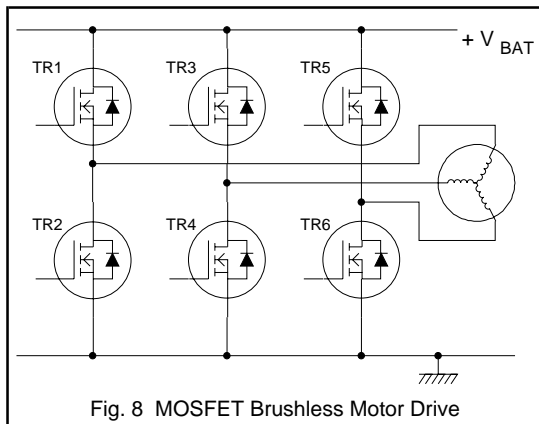 + V BAT
TR1 TR3 TR5
TR2 TR4 TR6
Fig. 8 MOSFET Brushless Motor Drive